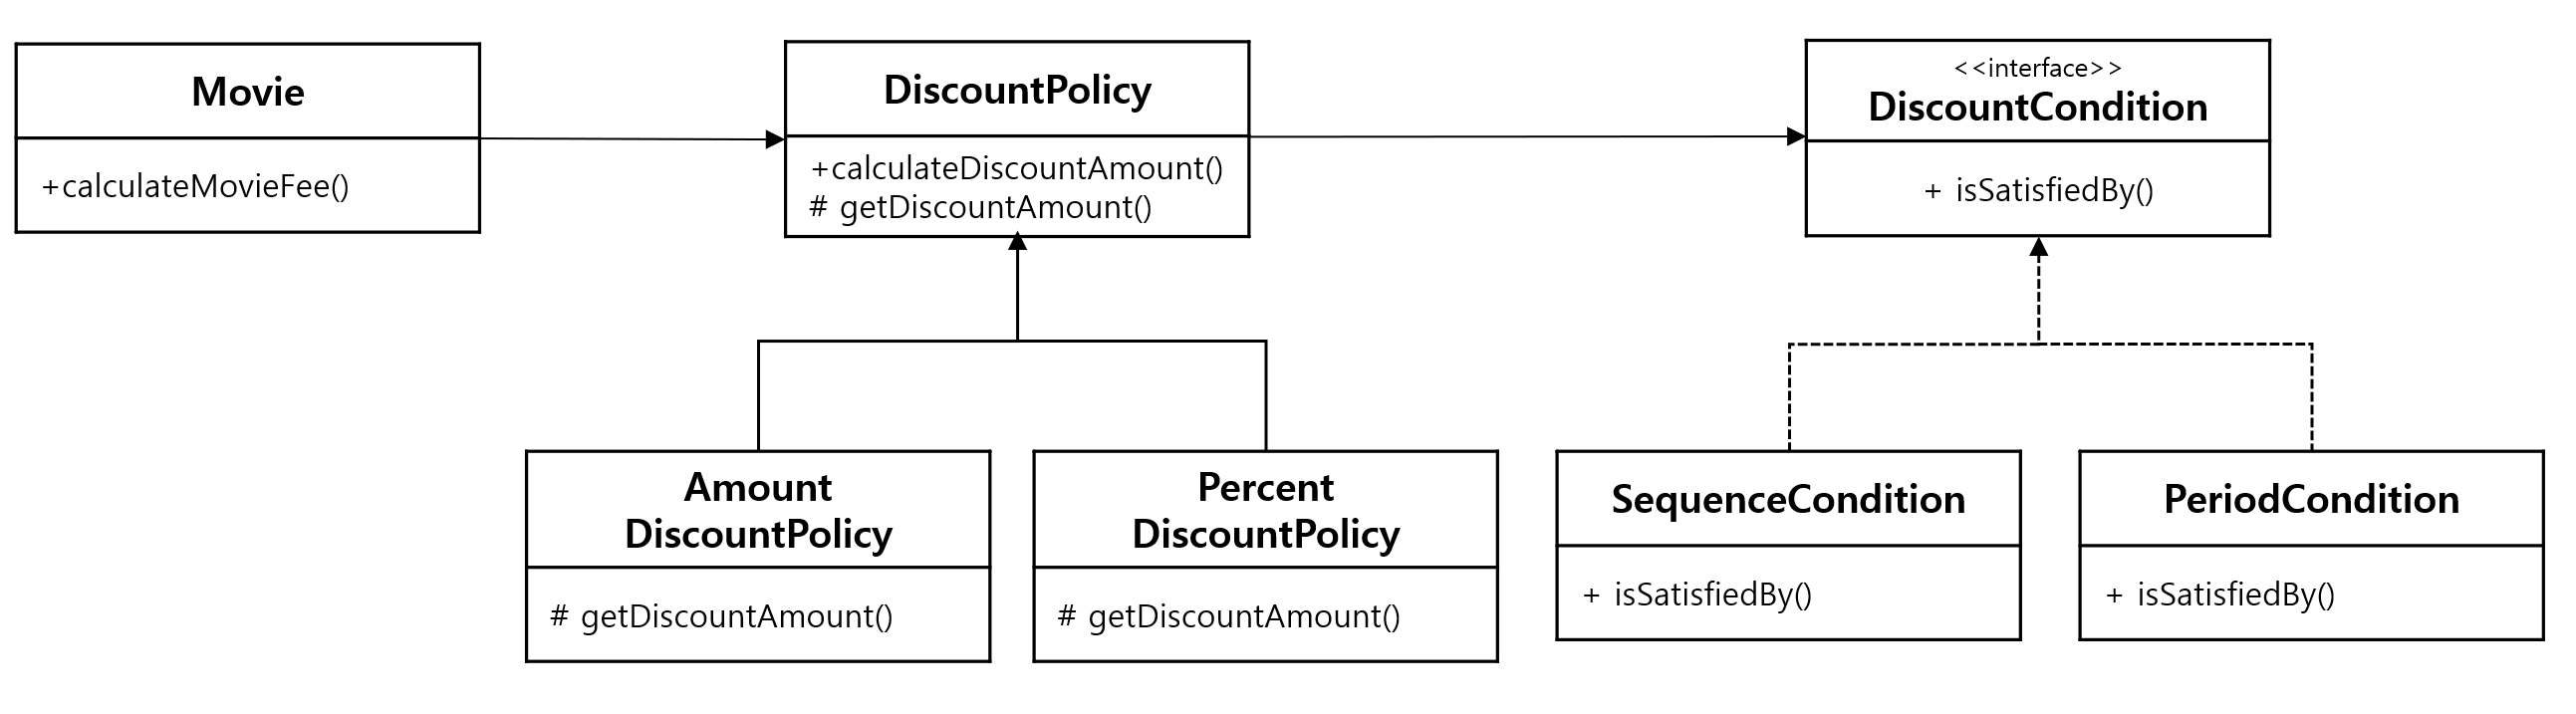 Movie
+calculateMovieFee()
DiscountPolicy
+calculateDiscountAmount()
# getDiscountAmount()
<<interface>>
DiscountCondition
+ isSatisfiedBy()
Amount
DiscountPolicy
# getDiscountAmount()
Percent
DiscountPolicy
# getDiscountAmount()
SequenceCondition
+ isSatisfiedBy()
PeriodCondition
+ isSatisfiedBy()